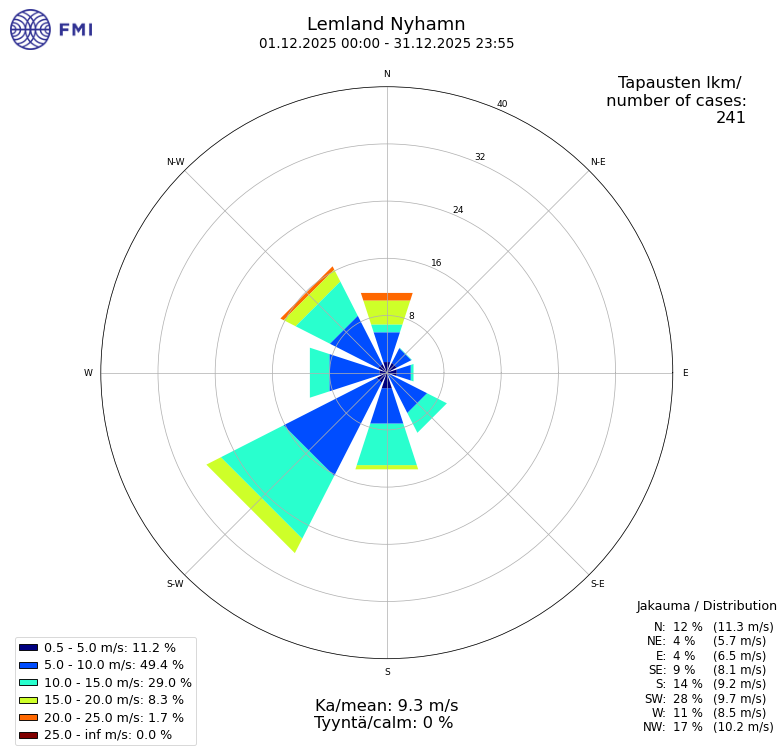 FMI
Lemland Nyhamn
01.12.2025 00:00 - 31.12.2025 23:55
Tapausten lkm/
number of cases:
241
N
N-W
N-E
40
32
24
16
8
W
E
S-W
S-E
S
Jakauma / Distribution
N: 12 % (11.3 m/s)
NE: 4 % (5.7 m/s)
E: 4 % (6.5 m/s)
SE: 9 % (8.1 m/s)
S: 14 % (9.2 m/s)
SW: 28 % (9.7 m/s)
W: 11 % (8.5 m/s)
NW: 17 % (10.2 m/s)
0.5 - 5.0 m/s: 11.2 %
5.0 - 10.0 m/s: 49.4 %
10.0 - 15.0 m/s: 29.0 %
15.0 - 20.0 m/s: 8.3 %
20.0 - 25.0 m/s: 1.7 %
25.0 - inf m/s: 0.0 %
Ka/mean: 9.3 m/s
Tyyntä/calm: 0 %